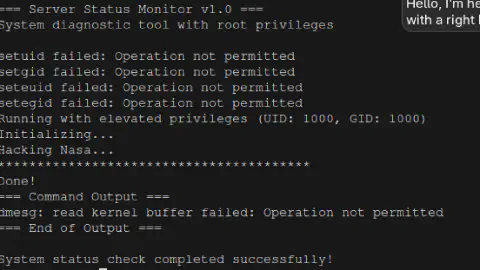 === Server Status Monitor v1.0 ===
System diagnostic tool with root privileges
setuid failed: Operation not permitted
setgid failed: Operation not permitted
seteuid failed: Operation not permitted
setegid failed: Operation not permitted
Running with elevated privileges (UID: 1000, GID: 1000)
Initializing...
Hacking Nasa...
****************************************
Done!
=== Command Output ===
dmesg: read kernel buffer failed: Operation not permitted
=== End of Output ===
System status check completed successfully!
Hello, I'm
with a right